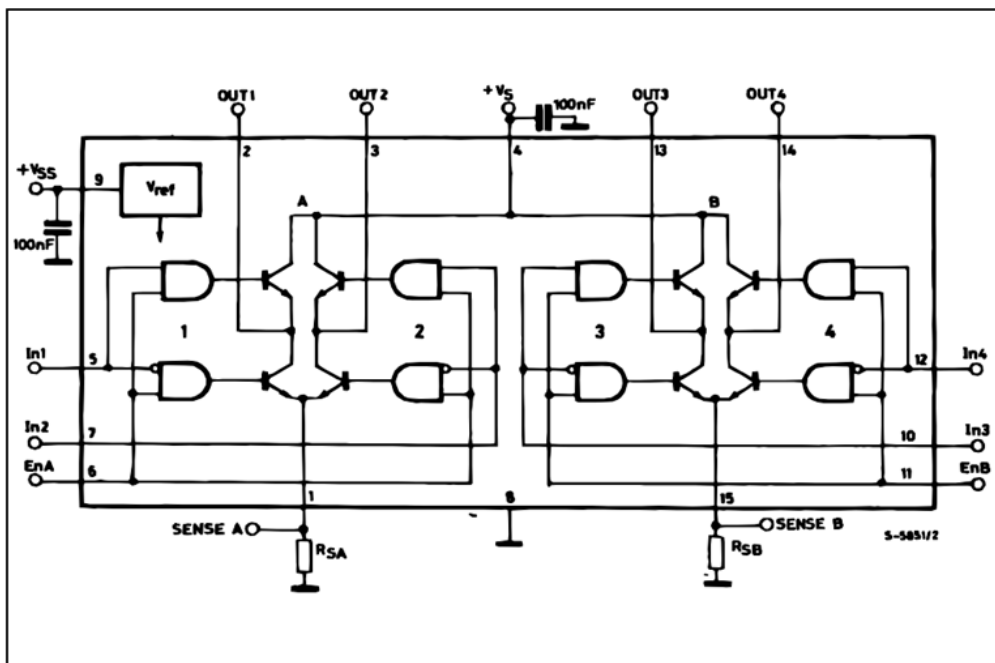 OUT1 OUT2 +VS 100nF OUT3 OUT4
2 3 4 13 14
+VSS 9 Vref A B
100nF
1 2 3 4
In1 5 12 In4
In2 7 10 In3
EnA 6 11 EnB
1 8 15
SENSE A SENSE B S-5851/2
RSA RSB